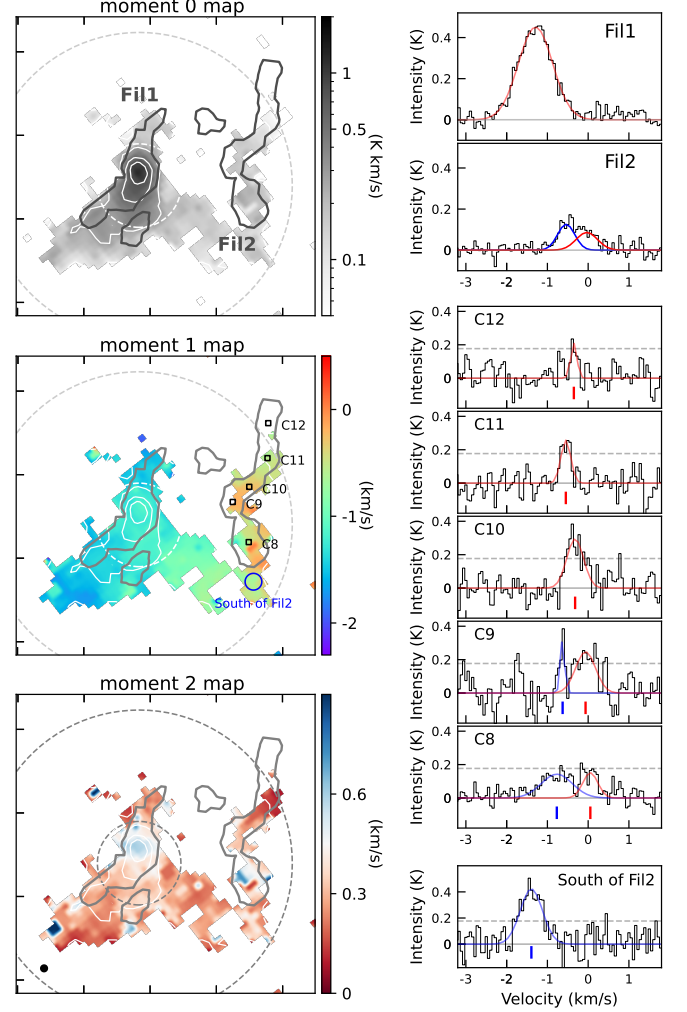 moment 0 map
Fil1
Fil2
1
0.5
0.1
(K km/s)
moment 1 map
C12
C11
C10
C9
C8
South of Fil2
0
-1
-2
(km/s)
moment 2 map
0.6
0.3
0
(km/s)
Fil1
Intensity (K)
0.4
0.2
0
Fil2
Intensity (K)
0.4
0.2
0
-3 -2 -1 0 1
C12
Intensity (K)
0.4
0.2
0
C11
Intensity (K)
0.4
0.2
0
C10
Intensity (K)
0.4
0.2
0
C9
Intensity (K)
0.4
0.2
0
C8
Intensity (K)
0.4
0.2
0
-3 -2 -1 0 1
South of Fil2
Intensity (K)
0.4
0.2
0
-3 -2 -1 0 1
Velocity (km/s)